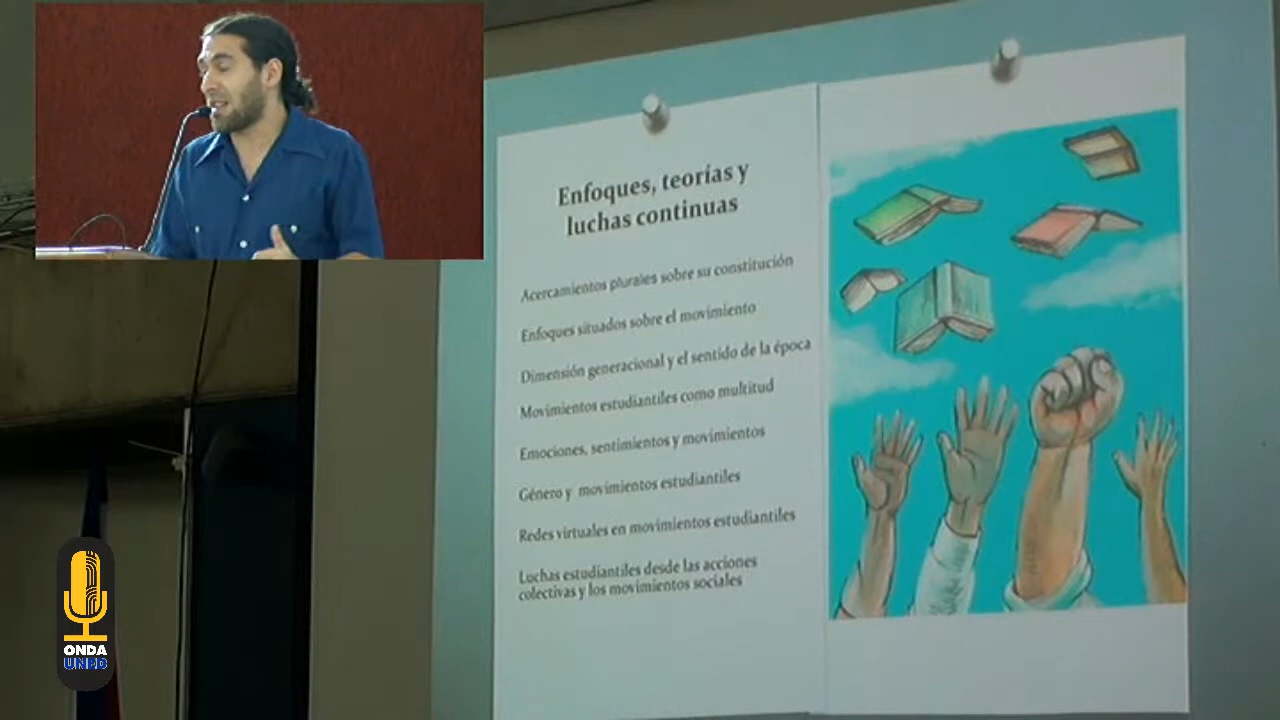 Enfoques, teorías y
luchas continuas
Acercamientos plurales sobre su constitución
Enfoques situados sobre el movimiento
Dimensión generacional y el sentido de la época
Movimientos estudiantiles como multitud
Emociones, sentimientos y movimientos
Género y movimientos estudiantiles
Redes virtuales en movimientos estudiantiles
Luchas estudiantiles desde las acciones
colectivas y los movimientos sociales
ONDA
UNED